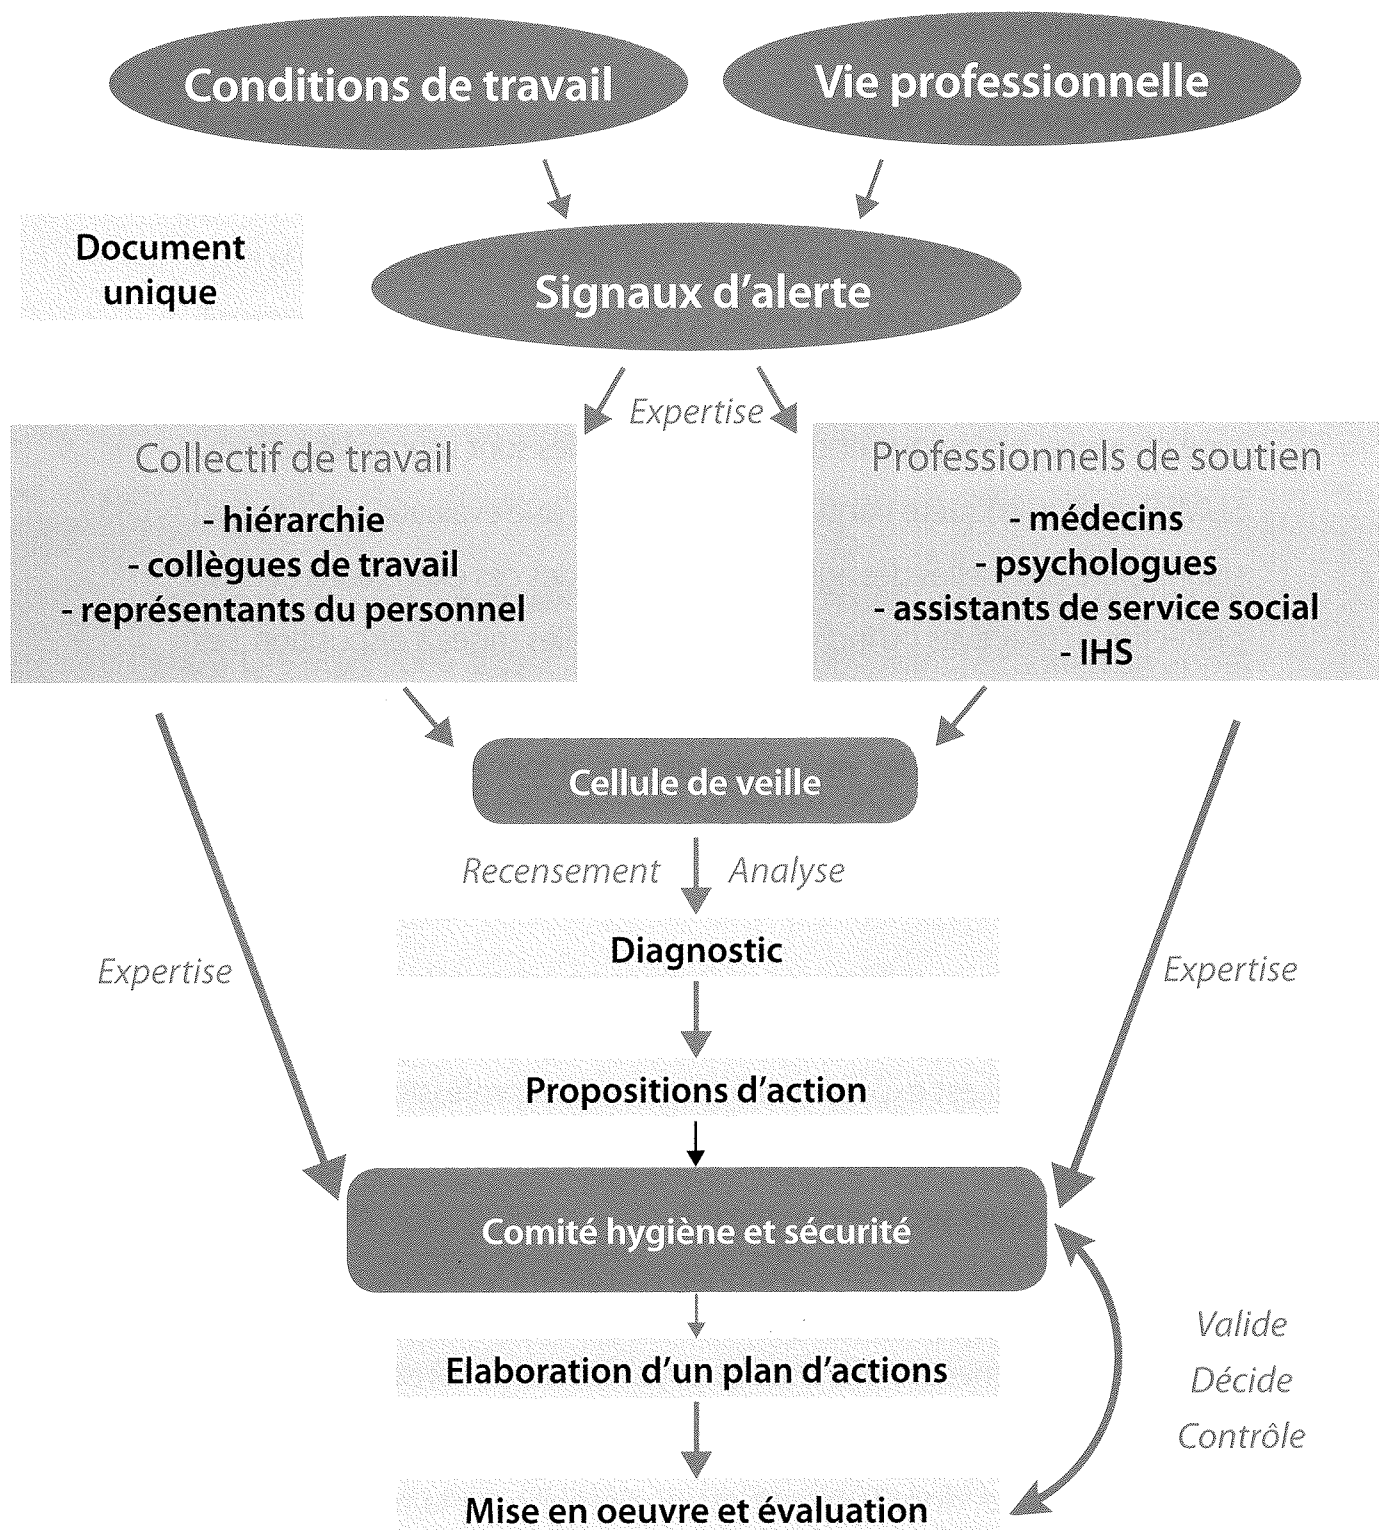 Conditions de travail
Vie professionnelle
Document
unique
Signaux d'alerte
Expertise
Collectif de travail
- hiérarchie
- collègues de travail
- représentants du personnel
Professionnels de soutien
- médecins
- psychologues
- assistants de service social
- IHS
Cellule de veille
Recensement
Analyse
Diagnostic
Expertise
Expertise
Propositions d'action
Comité hygiène et sécurité
Valide
Décide
Contrôle
Elaboration d'un plan d'actions
Mise en oeuvre et évaluation